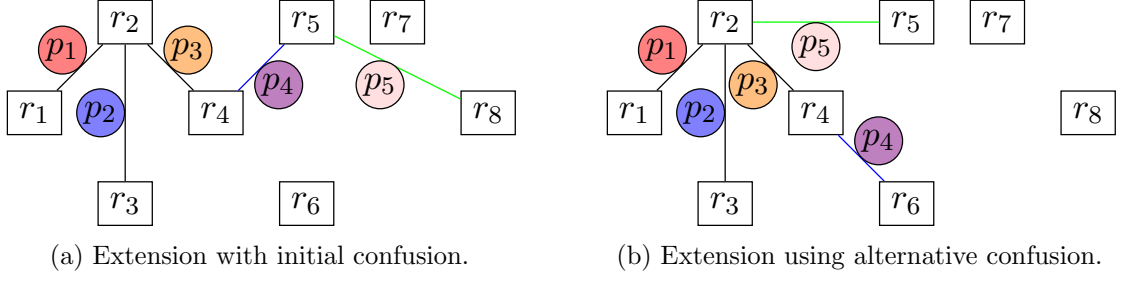 r2 r5 r7
p1 p3
p4 p5
r1 p2 r4 r8
r3 r6
(a) Extension with initial confusion.
r2 r5 r7
p1 p5
p3
r1 p2 r4 r8
p4
r3 r6
(b) Extension using alternative confusion.